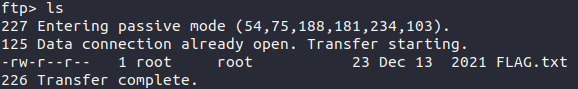 ftp> ls
227 Entering passive mode (54,75,188,181,234,103).
125 Data connection already open. Transfer starting.
-rw-r--r--   1 root     root           23 Dec 13  2021 FLAG.txt
226 Transfer complete.